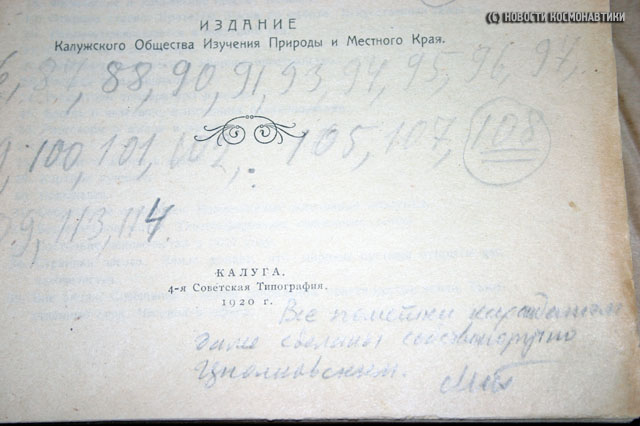 (C) НОВОСТИ КОСМОНАВТИКИ
ИЗДАНИЕ
Калужского Общества Изучения Природы и Местного Края.
87, 88, 90, 91, 93, 94, 95, 96, 97,
100, 101, 102, 105, 107, 108
113, 114.
КАЛУГА.
4-я Советская Типография.
1920 г.
Все пометки карандашом
сделаны собственноручно
Циолковским.